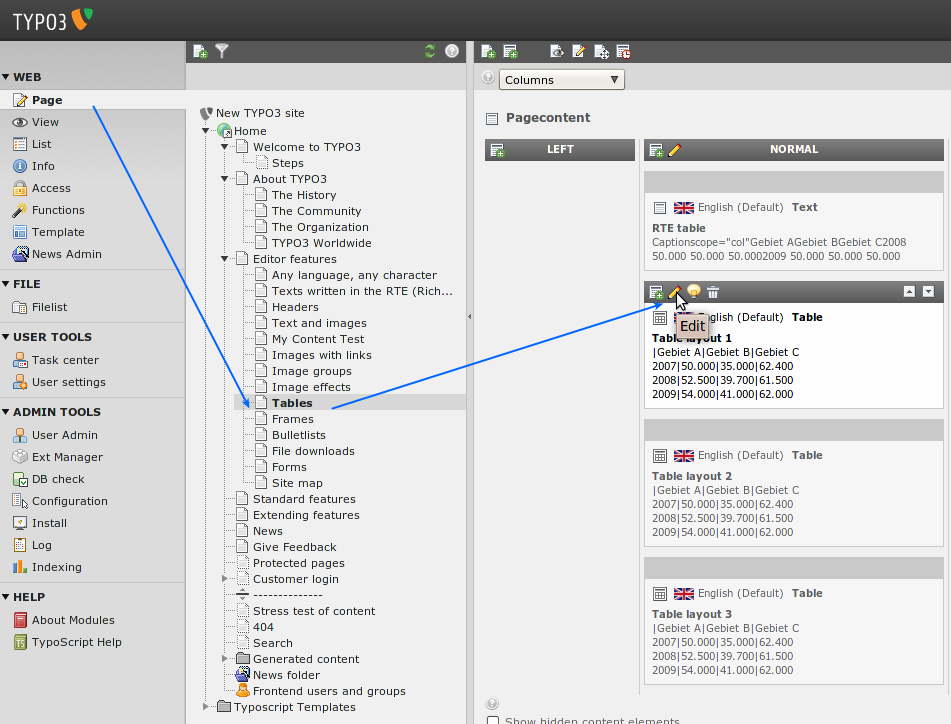 TYPO3
WEB
Page
View
List
Info
Access
Functions
Template
News Admin
FILE
Filelist
USER TOOLS
Task center
User settings
ADMIN TOOLS
User Admin
Ext Manager
DB check
Configuration
Install
Log
Indexing
HELP
About Modules
TypoScript Help
New TYPO3 site
Home
Welcome to TYPO3
Steps
About TYPO3
The History
The Community
The Organization
TYPO3 Worldwide
Editor features
Any language, any character
Texts written in the RTE (Rich...
Headers
Text and images
My Content Test
Images with links
Image groups
Image effects
Tables
Frames
Bulletlists
File downloads
Forms
Site map
Standard features
Extending features
News
Give Feedback
Protected pages
Customer login
--------------
Stress test of content
404
Search
Generated content
News folder
Frontend users and groups
Typoscript Templates
Columns
Pagecontent
LEFT
NORMAL
English (Default) Text
RTE table
Captionscope="col"Gebiet AGebiet BGebiet C2008
50.000 50.000 50.0002009 50.000 50.000 50.000
English (Default) Table
Edit
Table layout 1
|Gebiet A|Gebiet B|Gebiet C
2007|50.000|35.000|62.400
2008|52.500|39.700|61.500
2009|54.000|41.000|62.000
English (Default) Table
Table layout 2
|Gebiet A|Gebiet B|Gebiet C
2007|50.000|35.000|62.400
2008|52.500|39.700|61.500
2009|54.000|41.000|62.000
English (Default) Table
Table layout 3
|Gebiet A|Gebiet B|Gebiet C
2007|50.000|35.000|62.400
2008|52.500|39.700|61.500
2009|54.000|41.000|62.000
Show hidden content elements